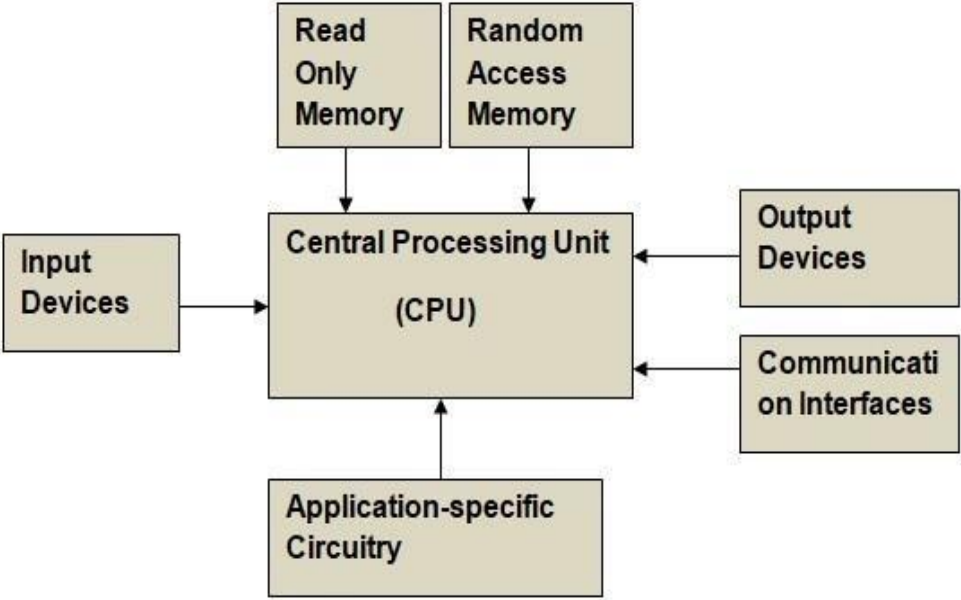 Read
Only
Memory
Random
Access
Memory
Central Processing Unit
(CPU)
Input
Devices
Output
Devices
Communicati
on Interfaces
Application-specific
Circuitry